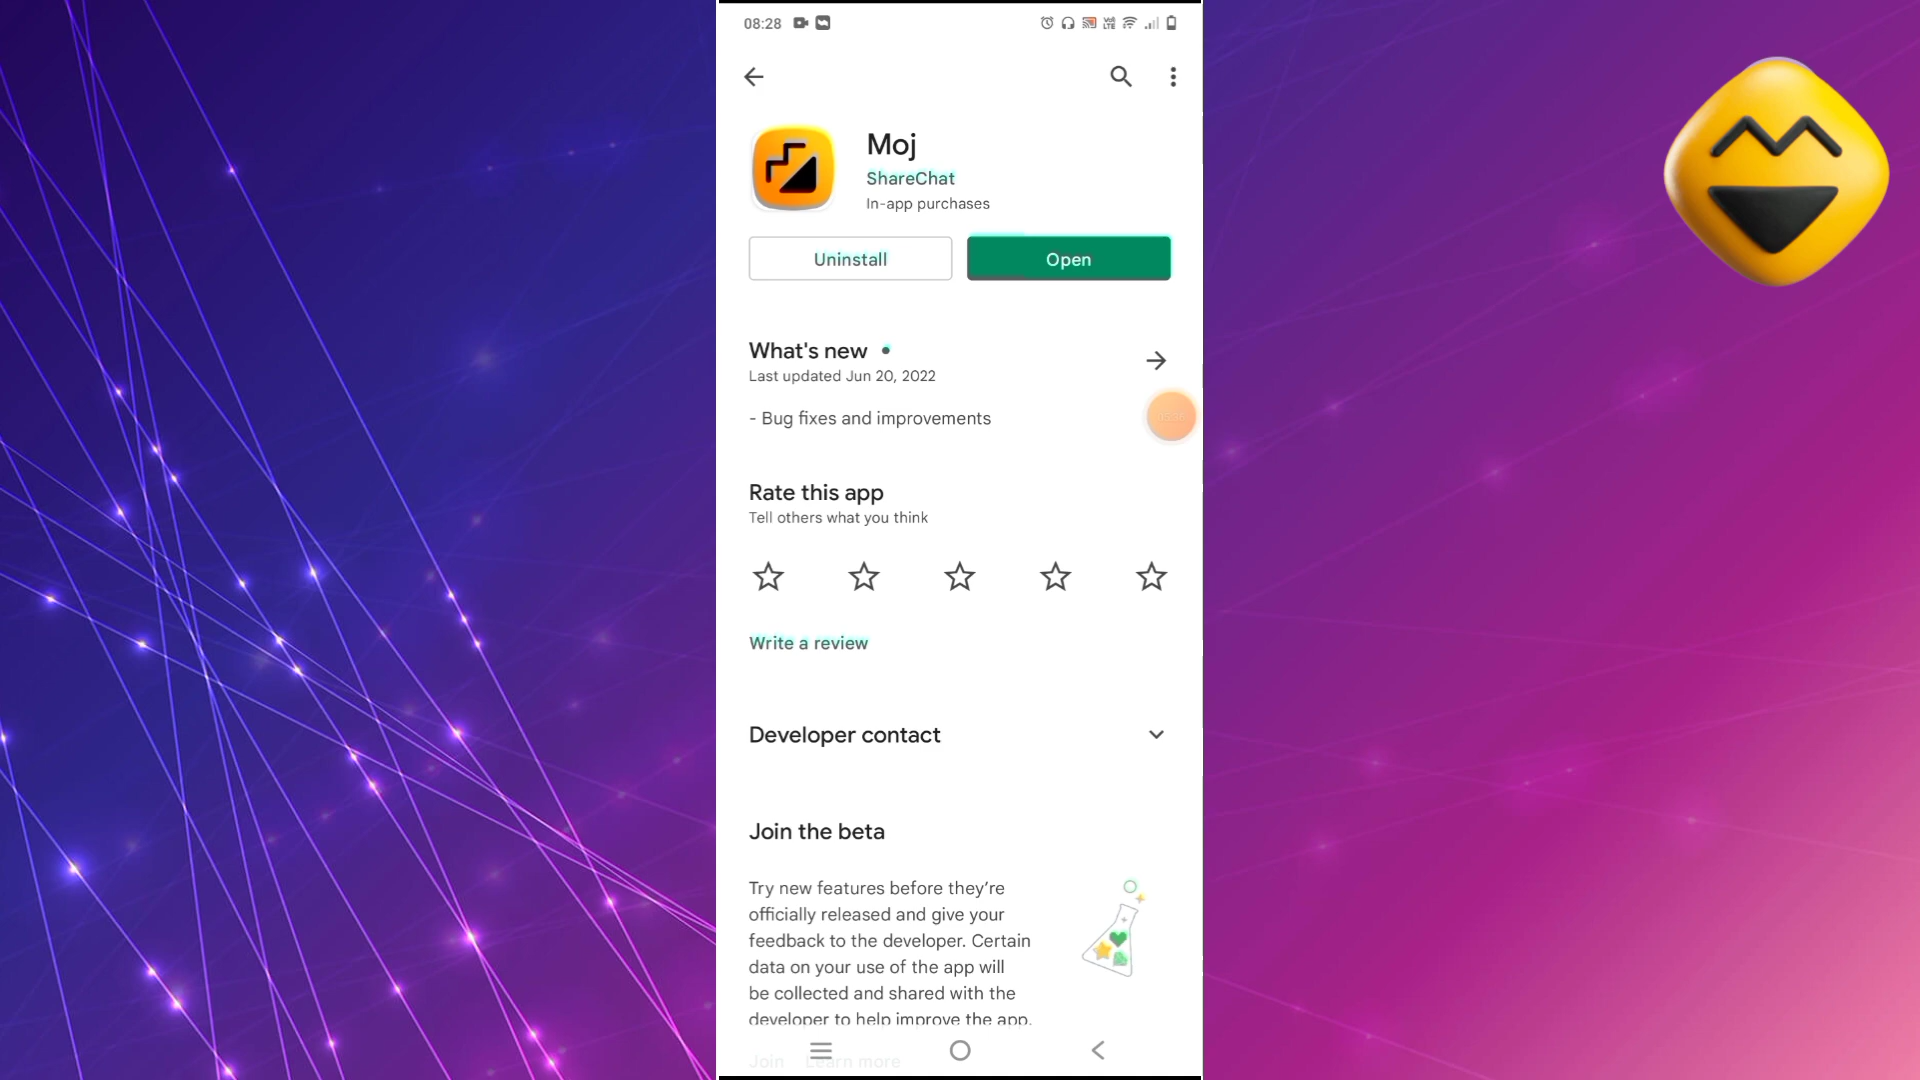 08:28
Moj
ShareChat
In-app purchases
Uninstall
Open
What's new
Last updated Jun 20, 2022
- Bug fixes and improvements
Rate this app
Tell others what you think
Write a review
Developer contact
Join the beta
Try new features before they’re
officially released and give your
feedback to the developer. Certain
data on your use of the app will
be collected and shared with the
developer to help improve the app.
Join Learn more